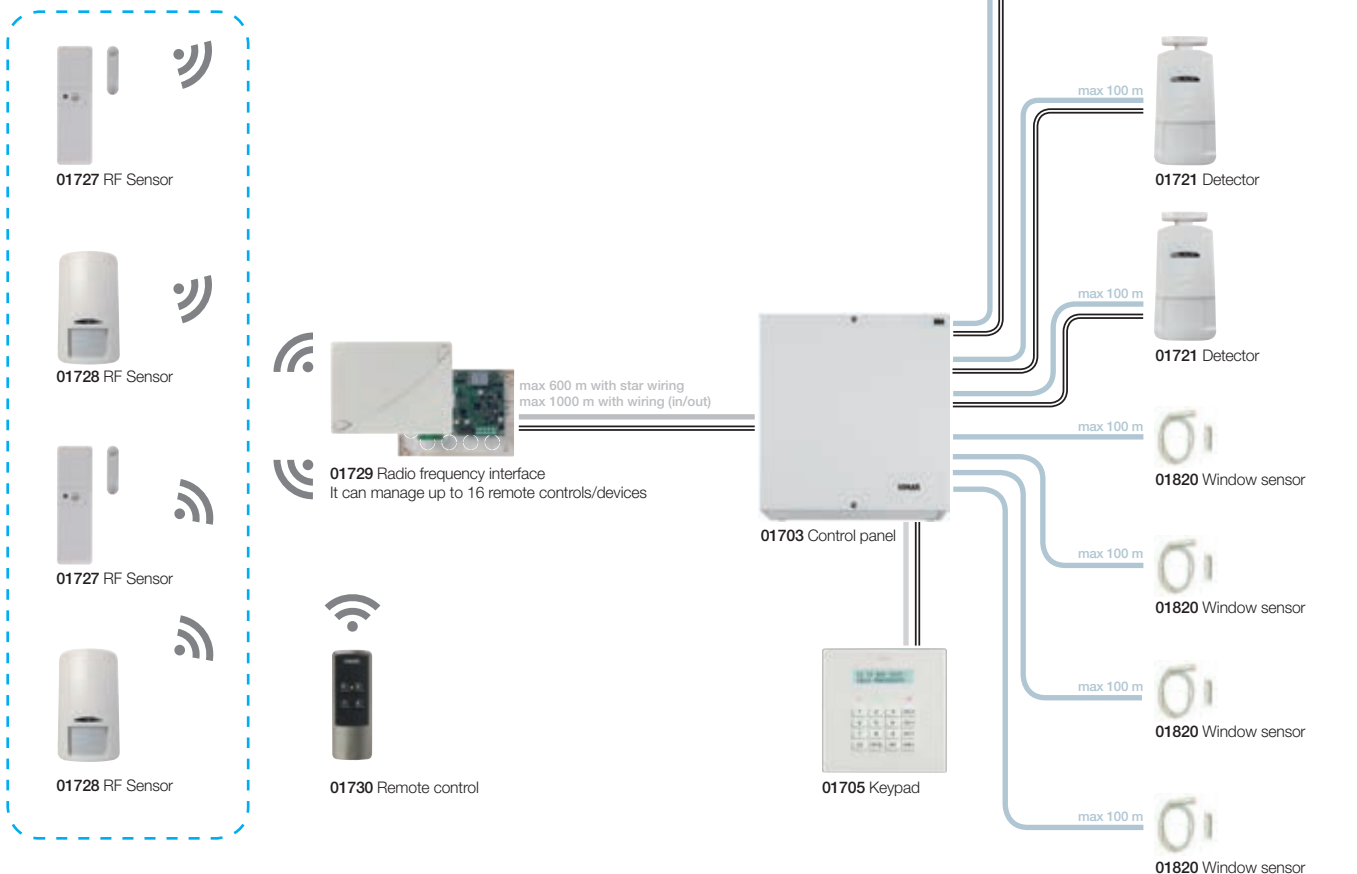 01727 RF Sensor
01728 RF Sensor
01727 RF Sensor
01728 RF Sensor
max 600 m with star wiring
max 1000 m with wiring (in/out)
01729 Radio frequency interface
It can manage up to 16 remote controls/devices
01730 Remote control
01703 Control panel
01705 Keypad
max 100 m
01721 Detector
max 100 m
01721 Detector
max 100 m
01820 Window sensor
max 100 m
01820 Window sensor
max 100 m
01820 Window sensor
max 100 m
01820 Window sensor